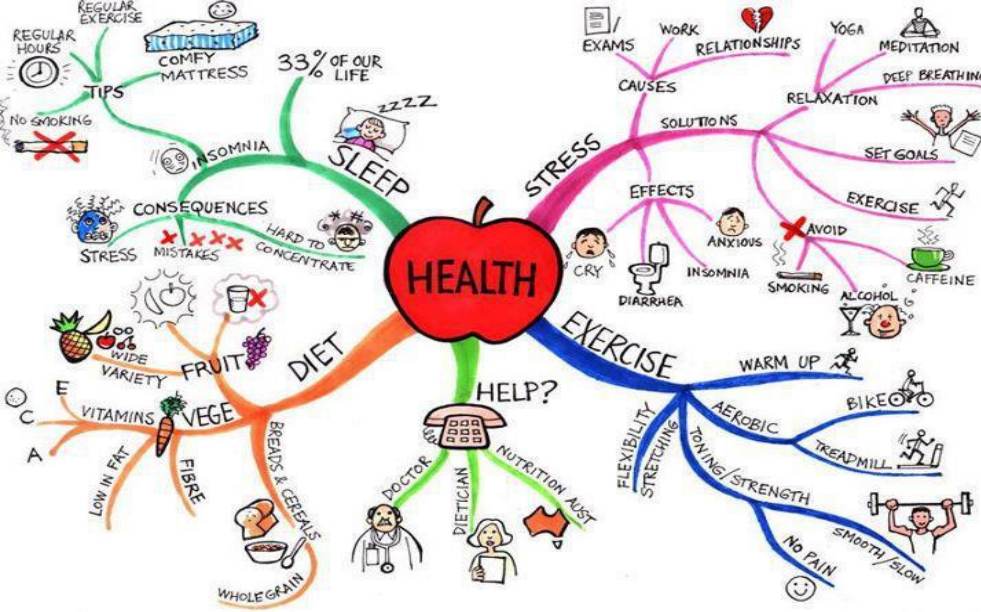 HEALTH
SLEEP
33% OF OUR
LIFE
ZZZZ
INSOMNIA
TIPS
REGULAR
EXERCISE
REGULAR
HOURS
COMFY
MATTRESS
NO SMOKING
CONSEQUENCES
STRESS
MISTAKES
HARD TO
CONCENTRATE
STRESS
CAUSES
EXAMS
WORK
RELATIONSHIPS
SOLUTIONS
RELAXATION
YOGA
MEDITATION
DEEP BREATHING
SET GOALS
EXERCISE
AVOID
SMOKING
ALCOHOL
CAFFEINE
EFFECTS
CRY
DIARRHEA
INSOMNIA
ANXIOUS
DIET
FRUIT
WIDE
VARIETY
VEGE
VITAMINS
E
C
A
LOW IN FAT
FIBRE
BREADS & CEREALS
WHOLEGRAIN
HELP?
DOCTOR
DIETICIAN
NUTRITION AUST
EXERCISE
WARM UP
AEROBIC
BIKE
TREADMILL
TONING/STRENGTH
SMOOTH/SLOW
NO PAIN
FLEXIBILITY
STRETCHING